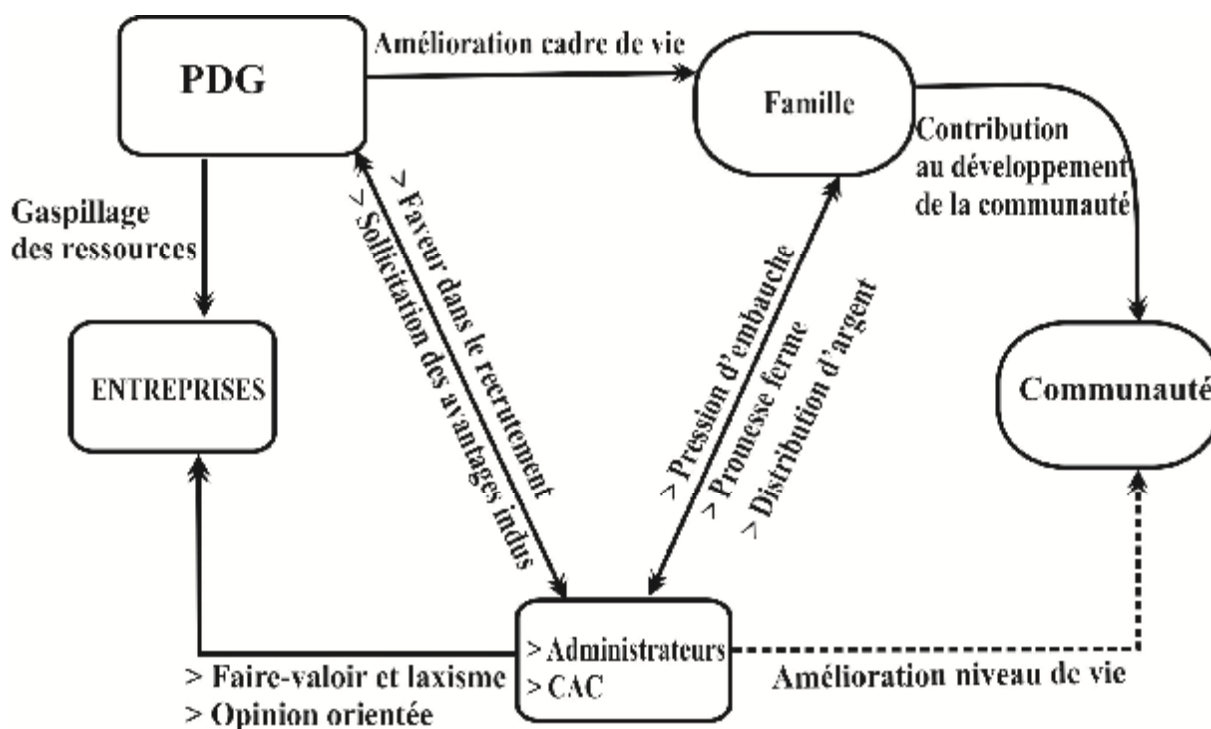 Amélioration cadre de vie
PDG
Famille
Contribution
au développement
de la communauté
Gaspillage
des ressources
> Faveur dans le recrutement
> Sollicitation des avantages indus
> Pression d'embauche
> Promesse ferme
> Distribution d'argent
ENTREPRISES
Communauté
> Administrateurs
> CAC
> Faire-valoir et laxisme
> Opinion orientée
Amélioration niveau de vie